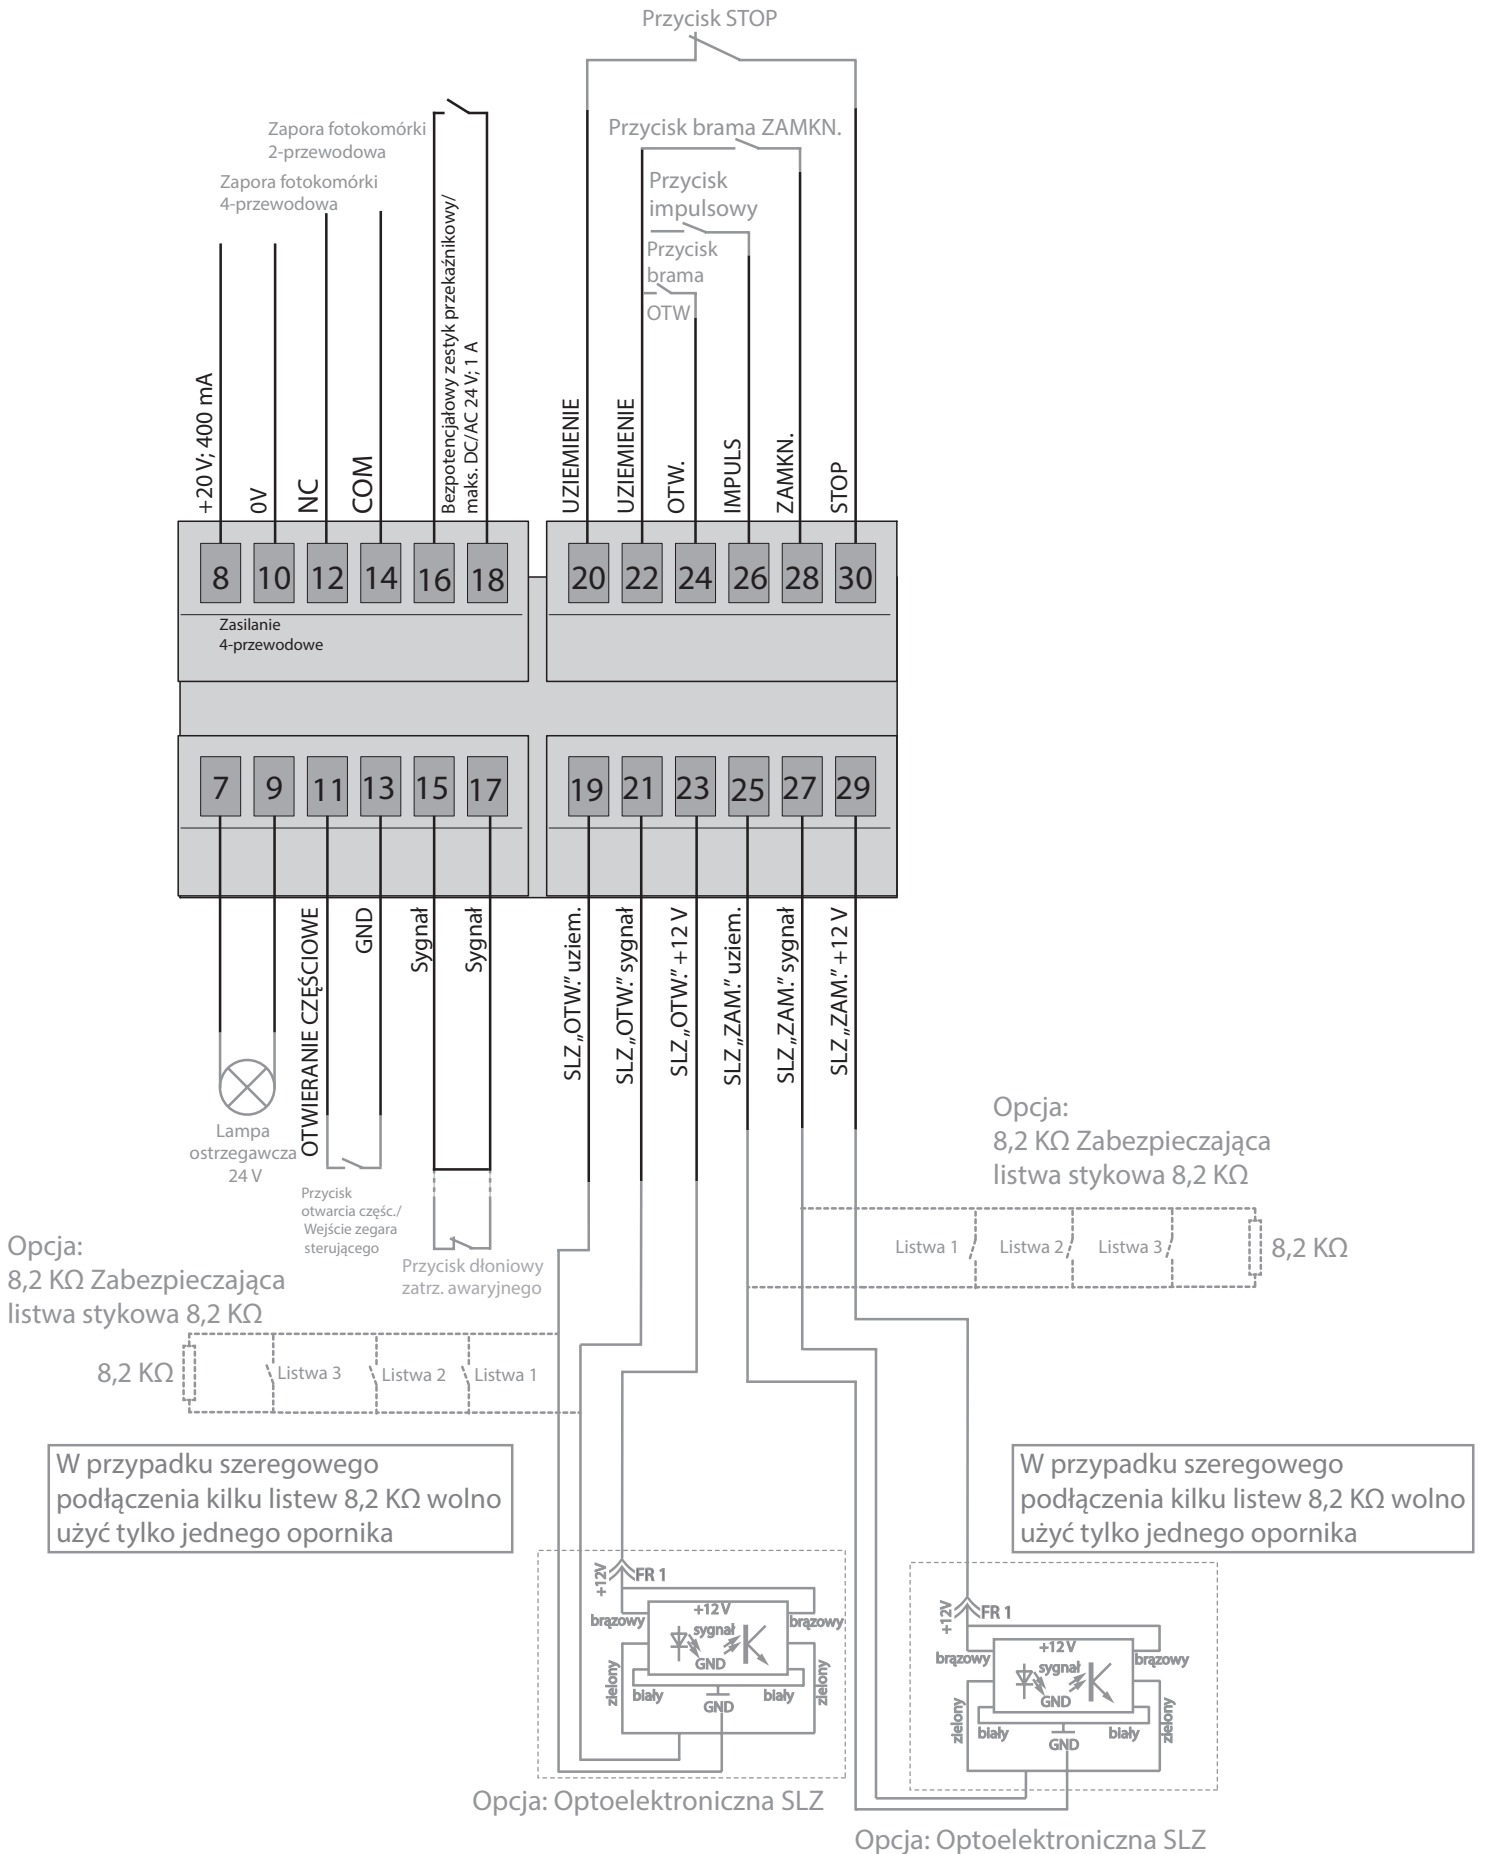 Przycisk STOP
Zapora fotokomórki
2-przewodowa
Zapora fotokomórki
4-przewodowa
Przycisk brama ZAMKN.
Przycisk
impulsowy
Przycisk
brama
OTW
+20 V; 400 mA
0V
NC
COM
Bezpotencjałowy zestyk przekaźnikowy/
maks. DC/AC 24 V; 1 A
UZIEMIENIE
UZIEMIENIE
OTW.
IMPULS
ZAMKN.
STOP
8 10 12 14 16 18 20 22 24 26 28 30
Zasilanie
4-przewodowe
7 9 11 13 15 17 19 21 23 25 27 29
OTWIERANIE CZĘŚCIOWE
GND
Sygnał
Sygnał
SLZ „OTW.” uziem.
SLZ „OTW.” sygnał
SLZ „OTW.” +12 V
SLZ „ZAM.” uziem.
SLZ „ZAM.” sygnał
SLZ „ZAM.” +12 V
Lampa
ostrzegawcza
24 V
Przycisk
otwarcia częśc./
Wejście zegara
sterującego
Przycisk dłoniowy
zatrz. awaryjnego
Opcja:
8,2 KΩ Zabezpieczająca
listwa stykowa 8,2 KΩ
Listwa 1 Listwa 2 Listwa 3 8,2 KΩ
Opcja:
8,2 KΩ Zabezpieczająca
listwa stykowa 8,2 KΩ
8,2 KΩ Listwa 3 Listwa 2 Listwa 1
W przypadku szeregowego
podłączenia kilku listew 8,2 KΩ wolno
użyć tylko jednego opornika
W przypadku szeregowego
podłączenia kilku listew 8,2 KΩ wolno
użyć tylko jednego opornika
+12V
FR 1
brązowy
+12 V
brązowy
sygnał
GND
zielony
biały
GND
biały
zielony
Opcja: Optoelektroniczna SLZ
+12V
FR 1
brązowy
+12 V
brązowy
sygnał
GND
zielony
biały
GND
biały
zielony
Opcja: Optoelektroniczna SLZ